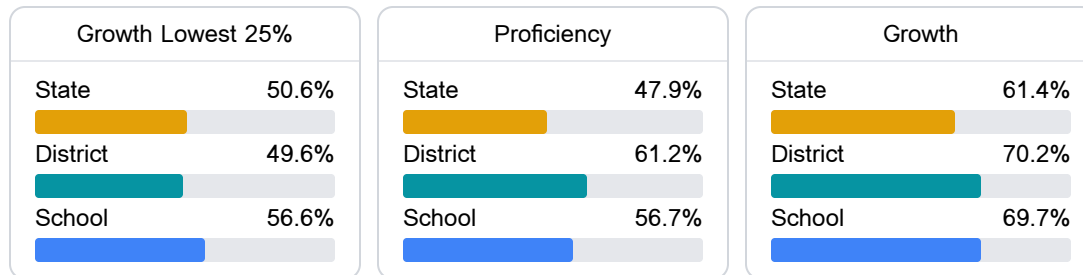 Growth Lowest 25%
State 50.6%
District 49.6%
School 56.6%
Proficiency
State 47.9%
District 61.2%
School 56.7%
Growth
State 61.4%
District 70.2%
School 69.7%